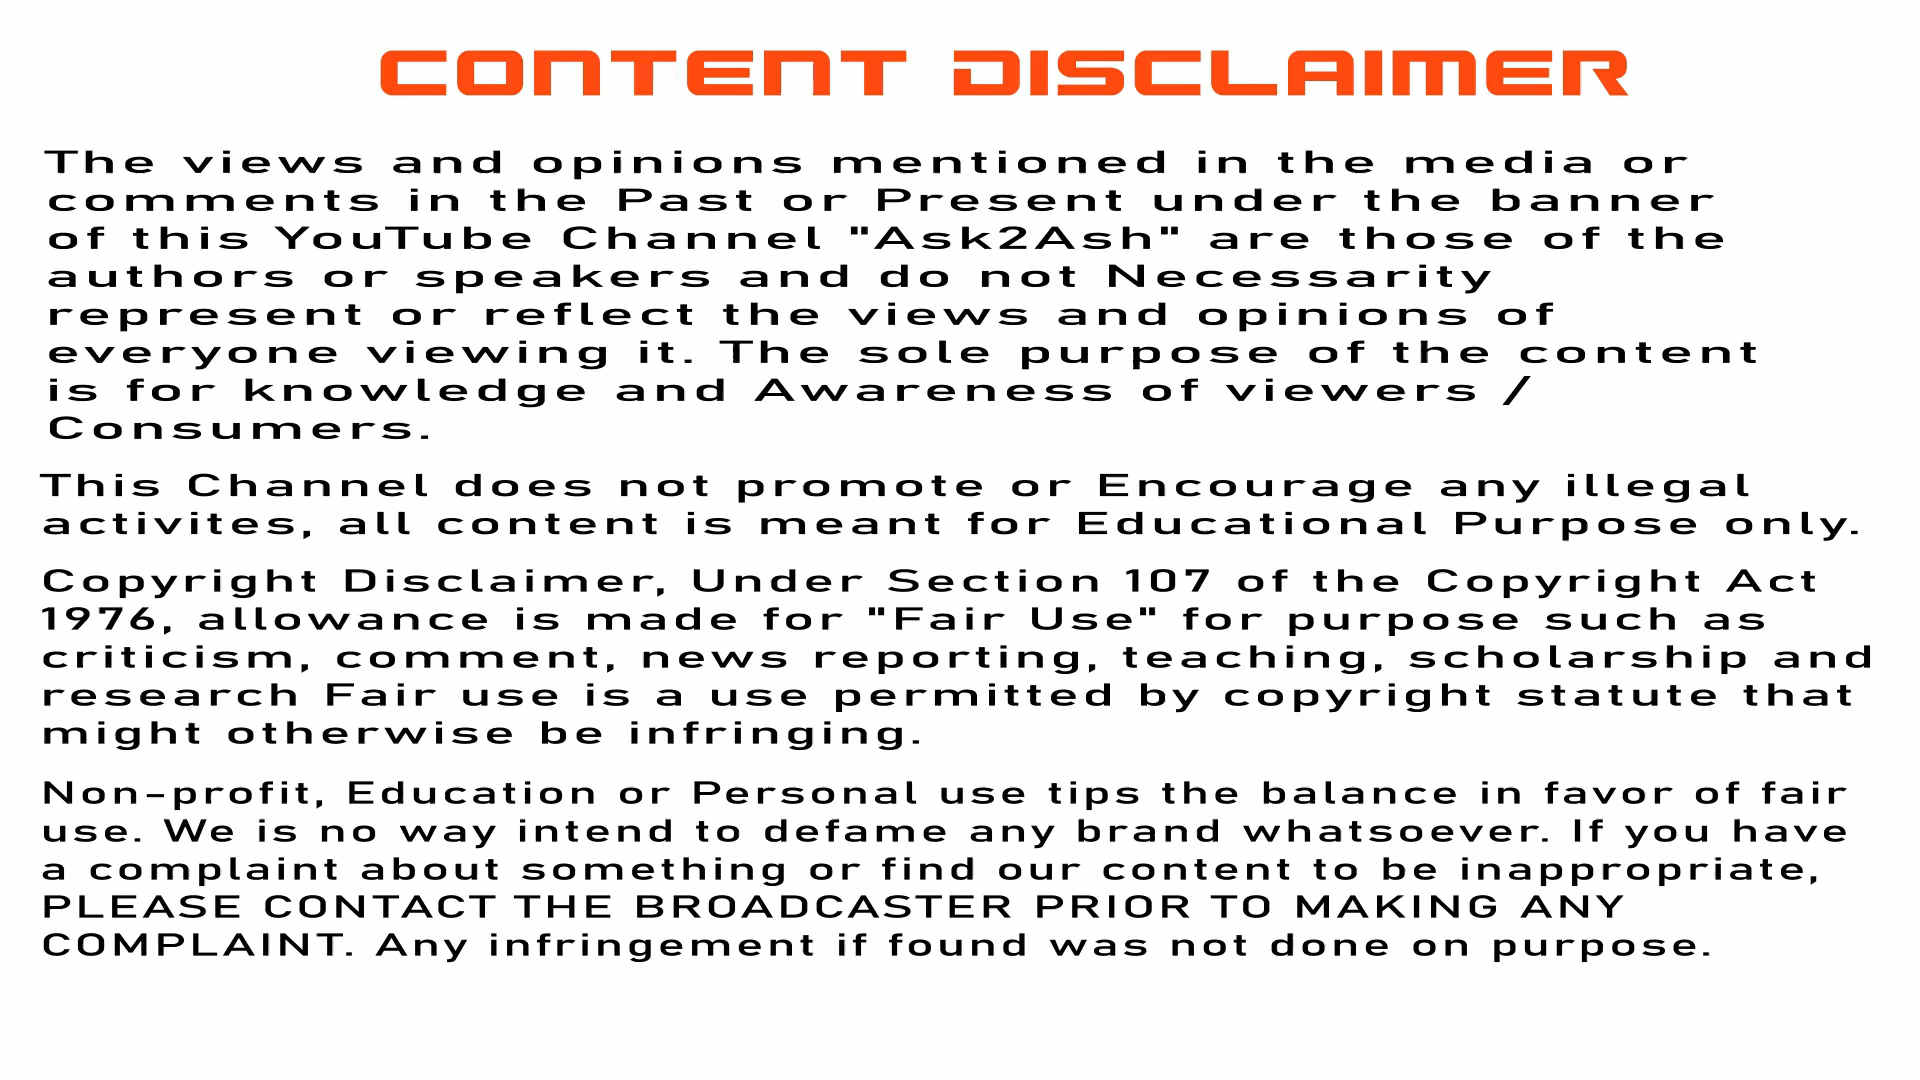 CONTENT DISCLAIMER
The views and opinions mentioned in the media or
comments in the Past or Present under the banner
of this YouTube Channel "Ask2Ash" are those of the
authors or speakers and do not Necessarity
represent or reflect the views and opinions of
everyone viewing it. The sole purpose of the content
is for knowledge and Awareness of viewers /
Consumers.
This Channel does not promote or Encourage any illegal
activites, all content is meant for Educational Purpose only.
Copyright Disclaimer, Under Section 107 of the Copyright Act
1976, allowance is made for "Fair Use" for purpose such as
criticism, comment, news reporting, teaching, scholarship and
research Fair use is a use permitted by copyright statute that
might otherwise be infringing.
Non-profit, Education or Personal use tips the balance in favor of fair
use. We is no way intend to defame any brand whatsoever. If you have
a complaint about something or find our content to be inappropriate,
PLEASE CONTACT THE BROADCASTER PRIOR TO MAKING ANY
COMPLAINT. Any infringement if found was not done on purpose.